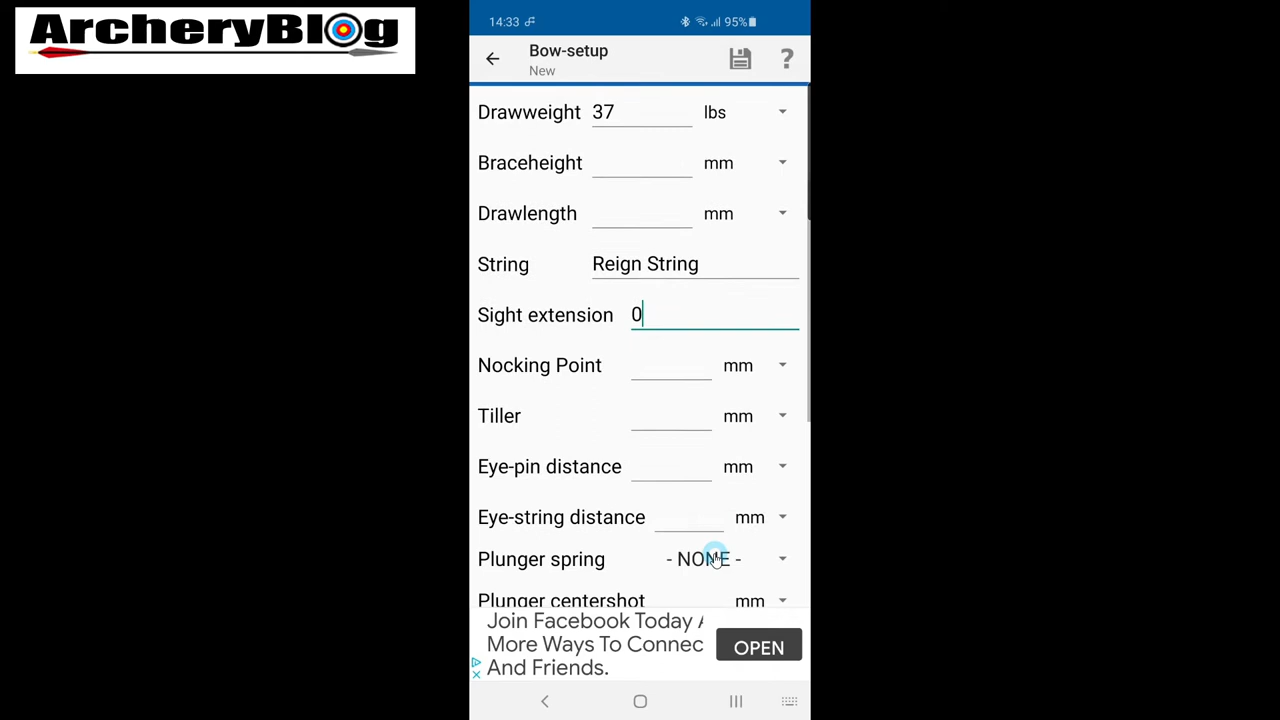 ArcheryBlog
14:33 95%
Bow-setup
New
?
Drawweight 37 lbs
Braceheight mm
Drawlength mm
String Reign String
Sight extension 0
Nocking Point mm
Tiller mm
Eye-pin distance mm
Eye-string distance mm
Plunger spring - NONE -
Plunger centershot mm
Join Facebook Today
More Ways To Connec
And Friends.
OPEN